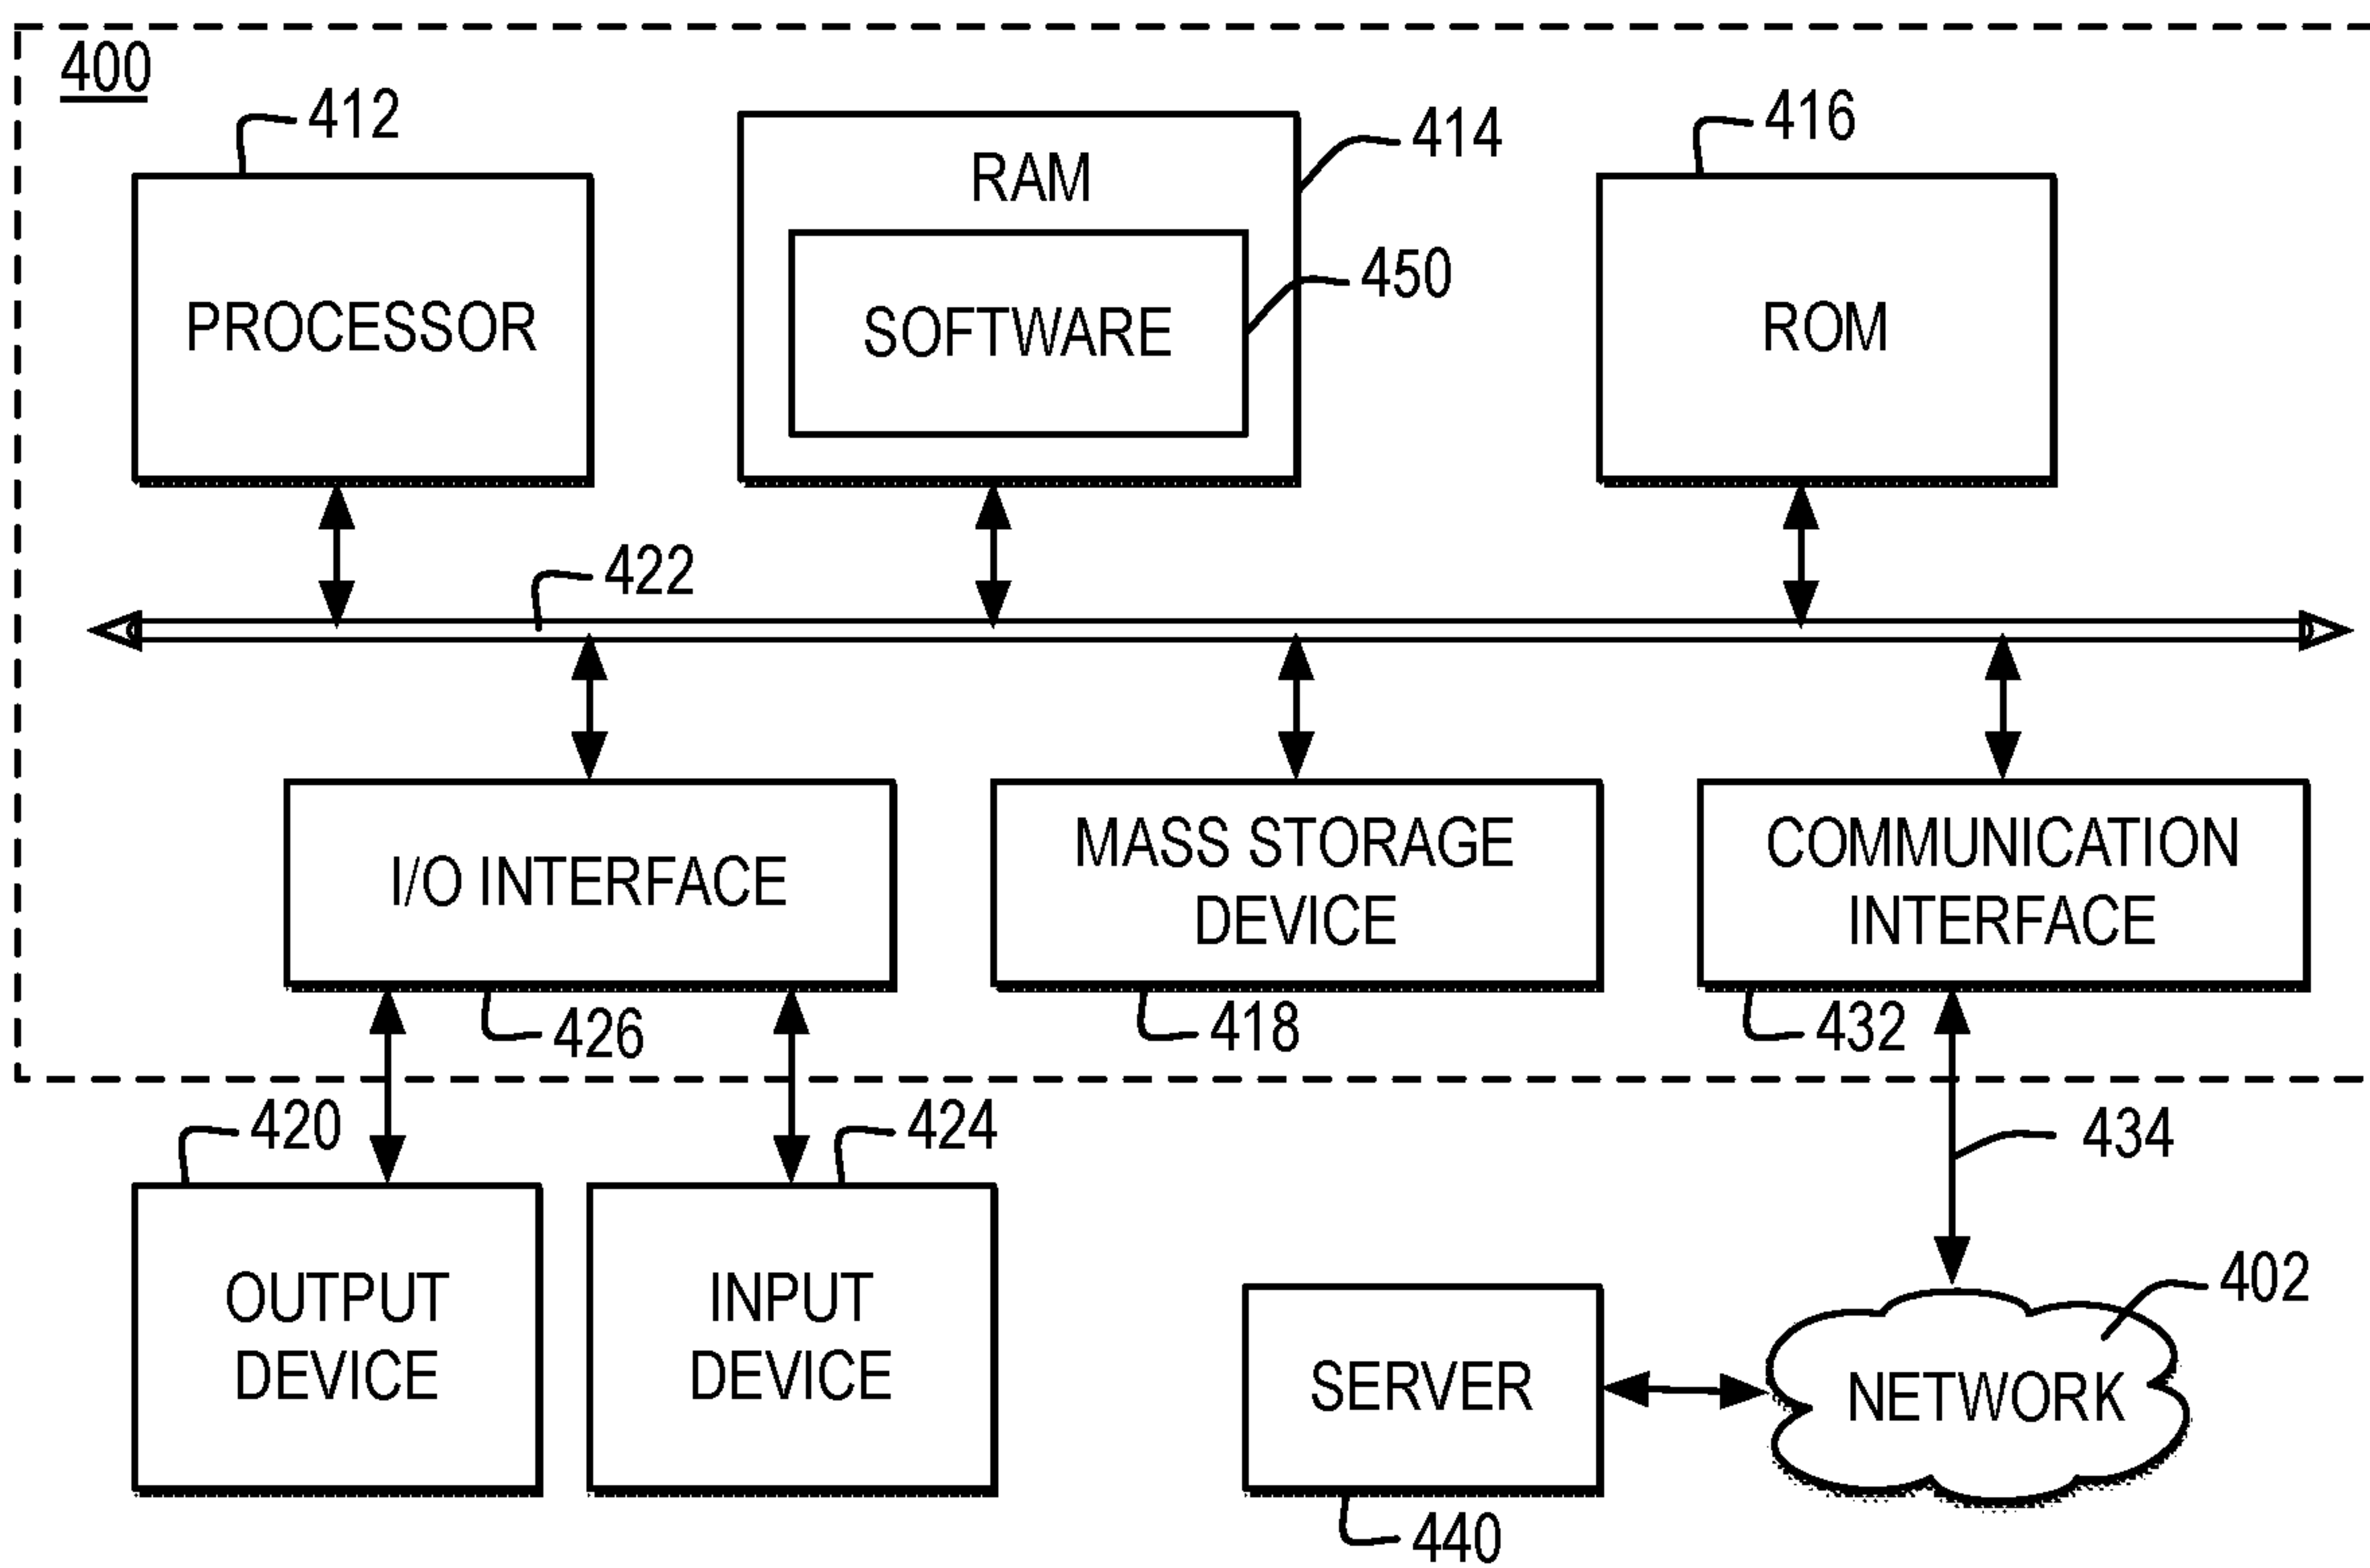 400
412
414
416
RAM
450
PROCESSOR
SOFTWARE
ROM
422
I/O INTERFACE
MASS STORAGE
DEVICE
COMMUNICATION
INTERFACE
426
418
432
420
424
434
OUTPUT
DEVICE
INPUT
DEVICE
402
SERVER
NETWORK
440